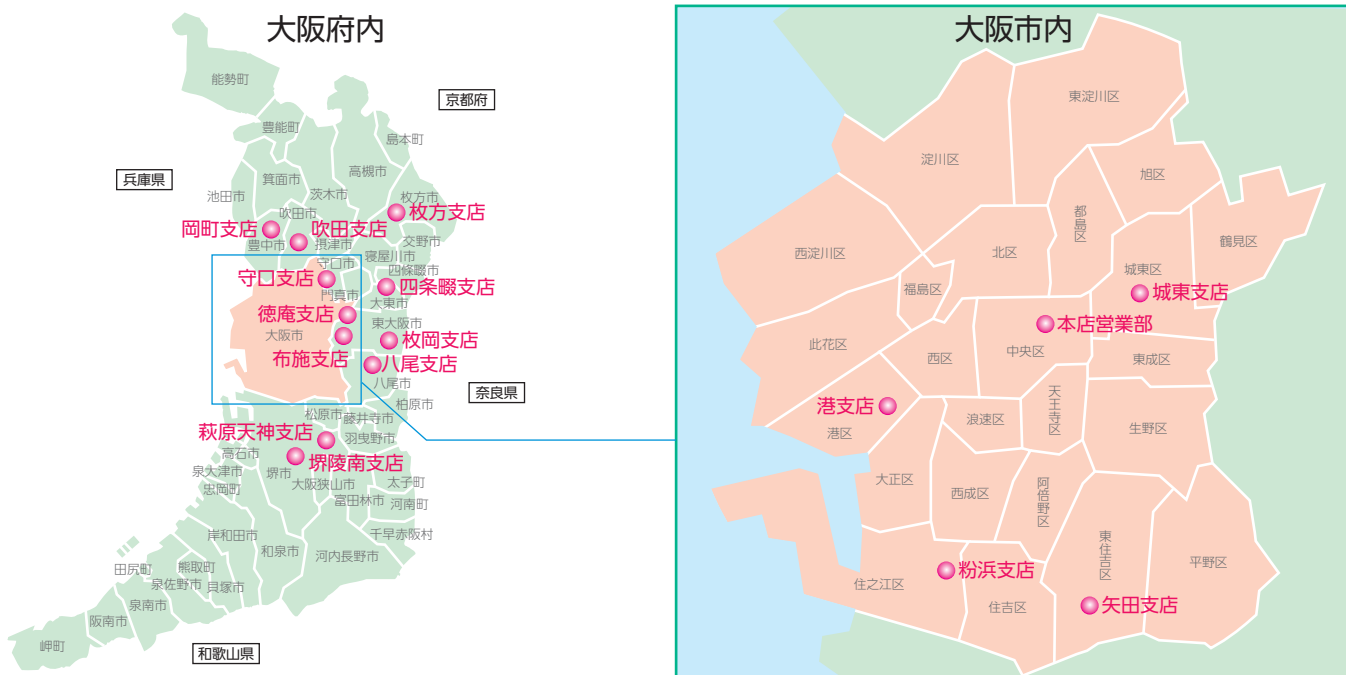 大阪府内
能勢町
京都府
豊能町
島本町
高槻市
兵庫県
箕面市
茨木市
池田市
枚方市
吹田市
枚方支店
岡町支店
吹田支店
豊中市
摂津市
交野市
寝屋川市
守口市
四條畷市
守口支店
四条畷支店
門真市
大東市
徳庵支店
東大阪市
大阪市
枚岡支店
布施支店
八尾支店
八尾市
奈良県
柏原市
松原市
藤井寺市
萩原天神支店
羽曳野市
高石市
堺陵南支店
泉大津市
堺市
大阪狭山市
太子町
忠岡町
富田林市
河南町
岸和田市
千早赤阪村
和泉市
河内長野市
田尻町
熊取町
泉佐野市
貝塚市
泉南市
阪南市
岬町
和歌山県
大阪市内
東淀川区
淀川区
旭区
都島区
西淀川区
北区
鶴見区
城東区
福島区
城東支店
本店営業部
此花区
西区
中央区
東成区
港支店
天王寺区
浪速区
港区
生野区
大正区
西成区
阿倍野区
東住吉区
平野区
粉浜支店
住之江区
住吉区
矢田支店